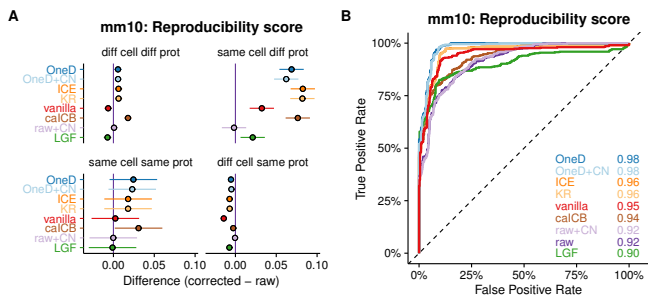 A
mm10: Reproducibility score
diff cell diff prot
same cell diff prot
OneD
OneD+CN
ICE
KR
vanilla
calCB
raw+CN
LGF
same cell same prot
diff cell same prot
OneD
OneD+CN
ICE
KR
vanilla
calCB
raw+CN
LGF
0.00 0.05 0.10
0.00 0.05 0.10
Difference (corrected − raw)
B
mm10: Reproducibility score
True Positive Rate
100%
75%
50%
25%
0%
OneD 0.98
OneD+CN 0.98
ICE 0.96
KR 0.96
vanilla 0.95
calCB 0.94
raw+CN 0.92
raw 0.92
LGF 0.90
0% 25% 50% 75% 100%
False Positive Rate